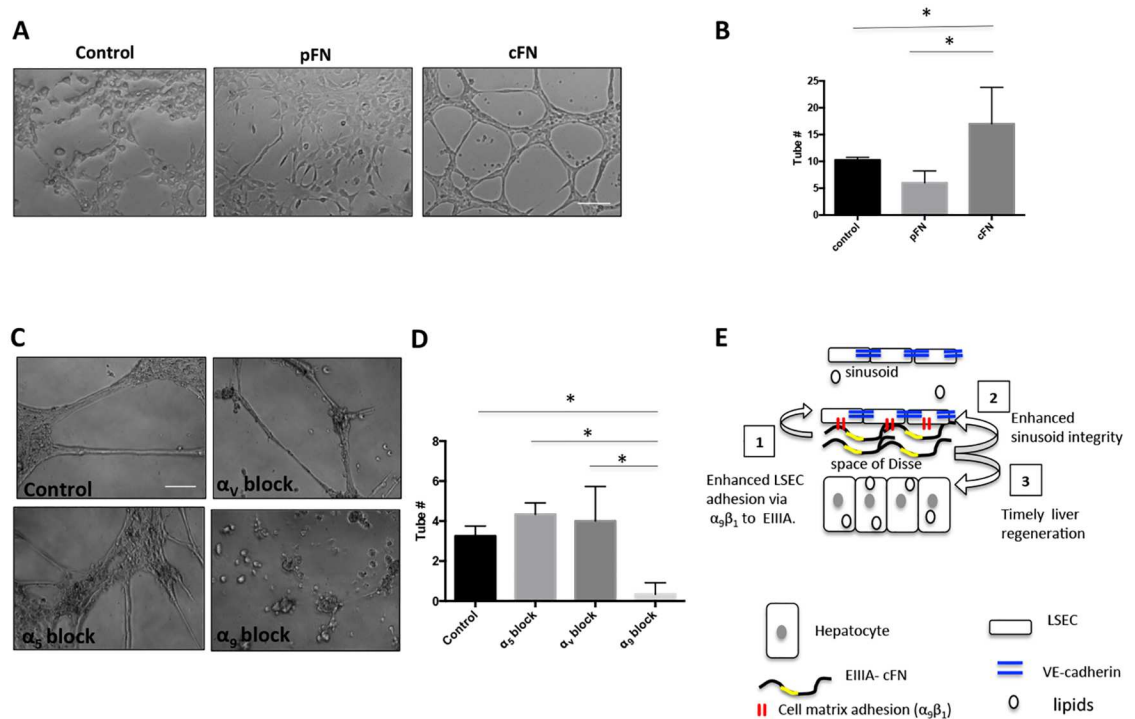 A
Control
pFN
cFN
B
*
*
Tube #
25
20
15
10
5
0
control
pFN
cFN
C
Control
αv block
α5 block
α9 block
D
*
*
*
Tube #
8
6
4
2
0
Control
α5 block
αv block
α9 block
E
sinusoid
1
2
Enhanced
sinusoid integrity
space of Disse
Enhanced LSEC
adhesion via
α9β1 to EIIIA.
3
Timely liver
regeneration
Hepatocyte
LSEC
EIIIA- cFN
VE-cadherin
Cell matrix adhesion (α9β1)
lipids